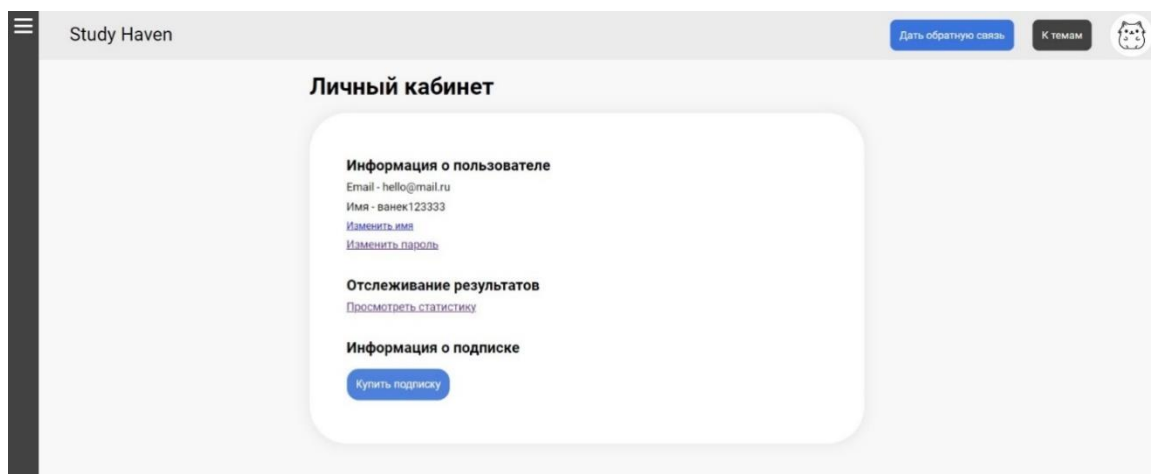 Study Haven
Дать обратную связь
К темам
Личный кабинет
Информация о пользователе
Email - hello@mail.ru
Имя - ванек123333
Изменить имя
Изменить пароль
Отслеживание результатов
Просмотреть статистику
Информация о подписке
Купить подписку